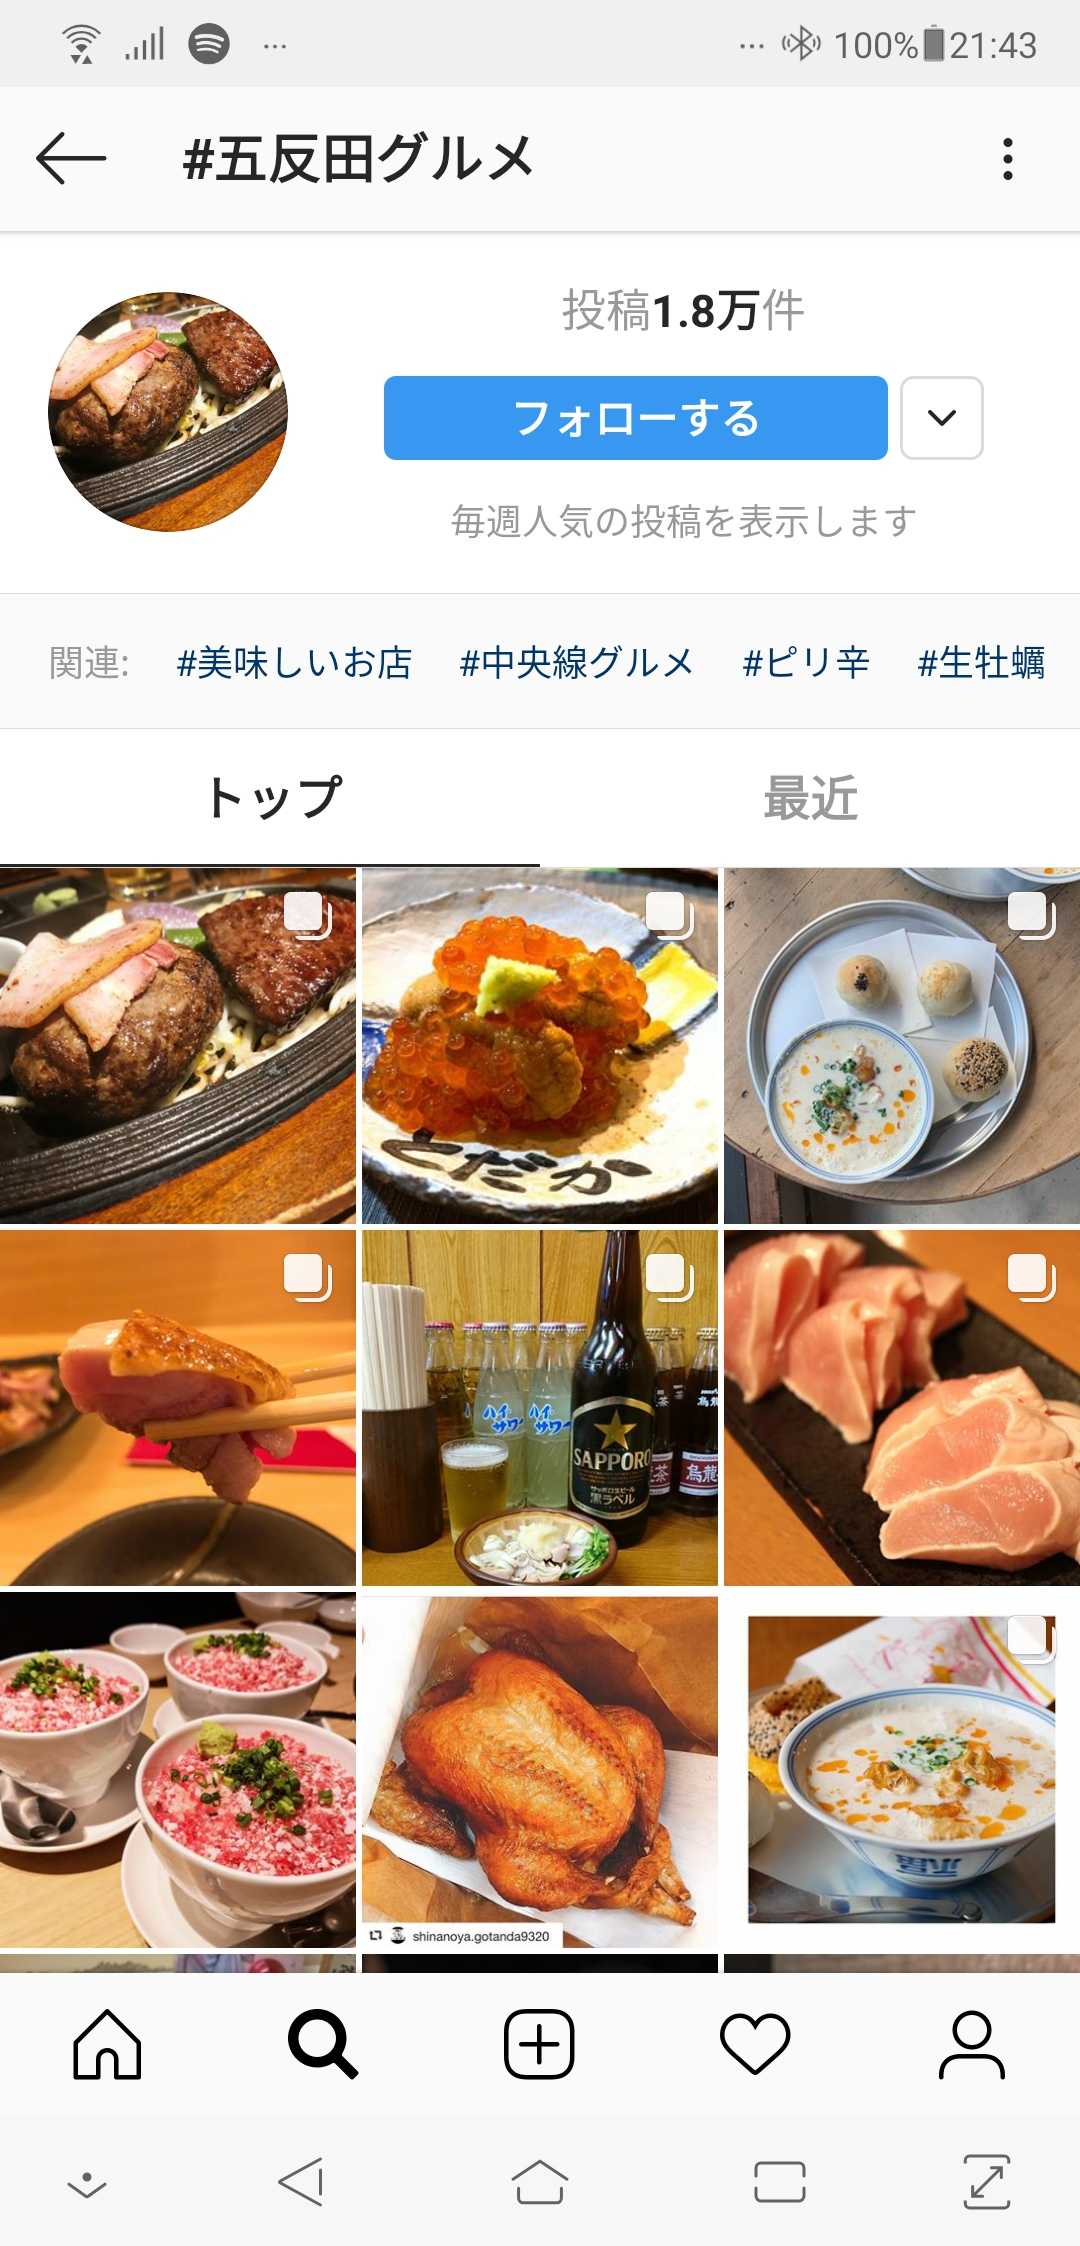 100% 21:43
#五反田グルメ
投稿1.8万件
フォローする
毎週人気の投稿を表示します
関連: #美味しいお店 #中央線グルメ #ピリ辛 #生牡蠣
トップ 最近
とだか
ハイサワー ハイサワー
SAPPORO
サッポロ生ビール
黒ラベル
烏龍
shinanoya.gotanda9320